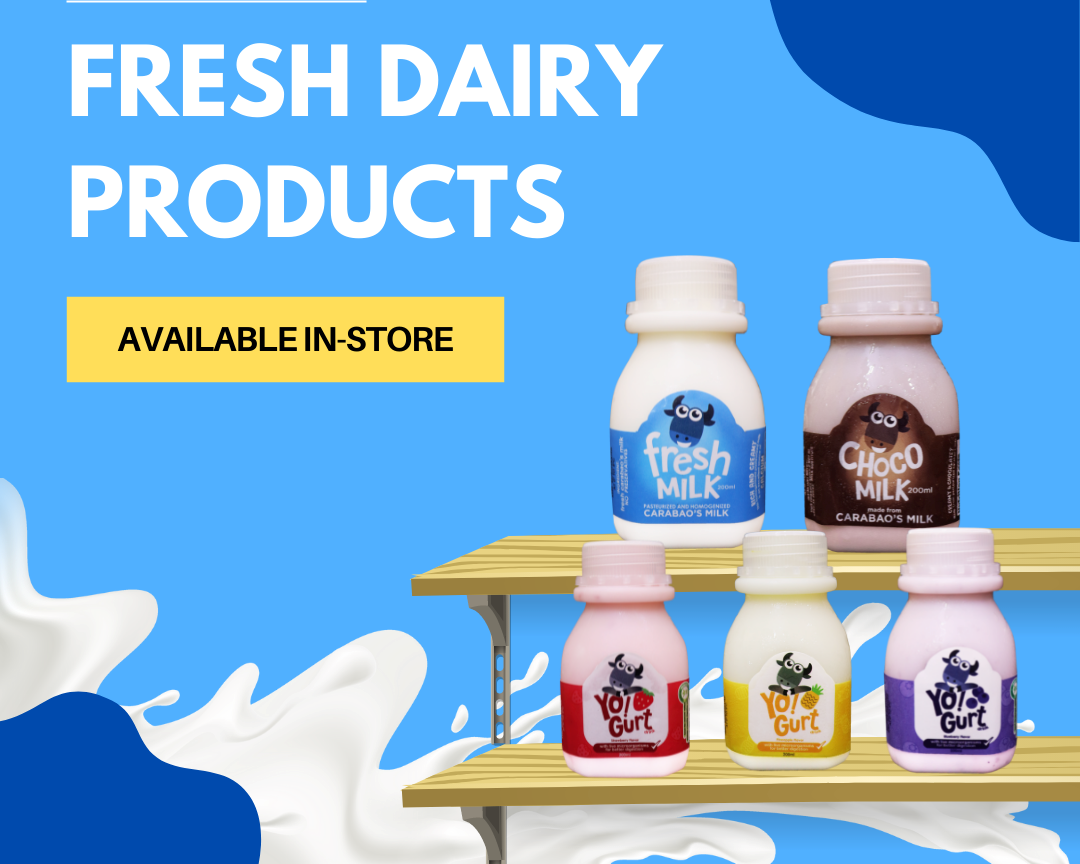 FRESH DAIRY
PRODUCTS
AVAILABLE IN-STORE
fresh
MILK 200ml
PASTEURIZED AND HOMOGENIZED
CARABAO'S MILK
CHOCO
MILK 200ml
made from
CARABAO'S MILK
YO!
Gurt
YO!
Gurt
YO!
Gurt